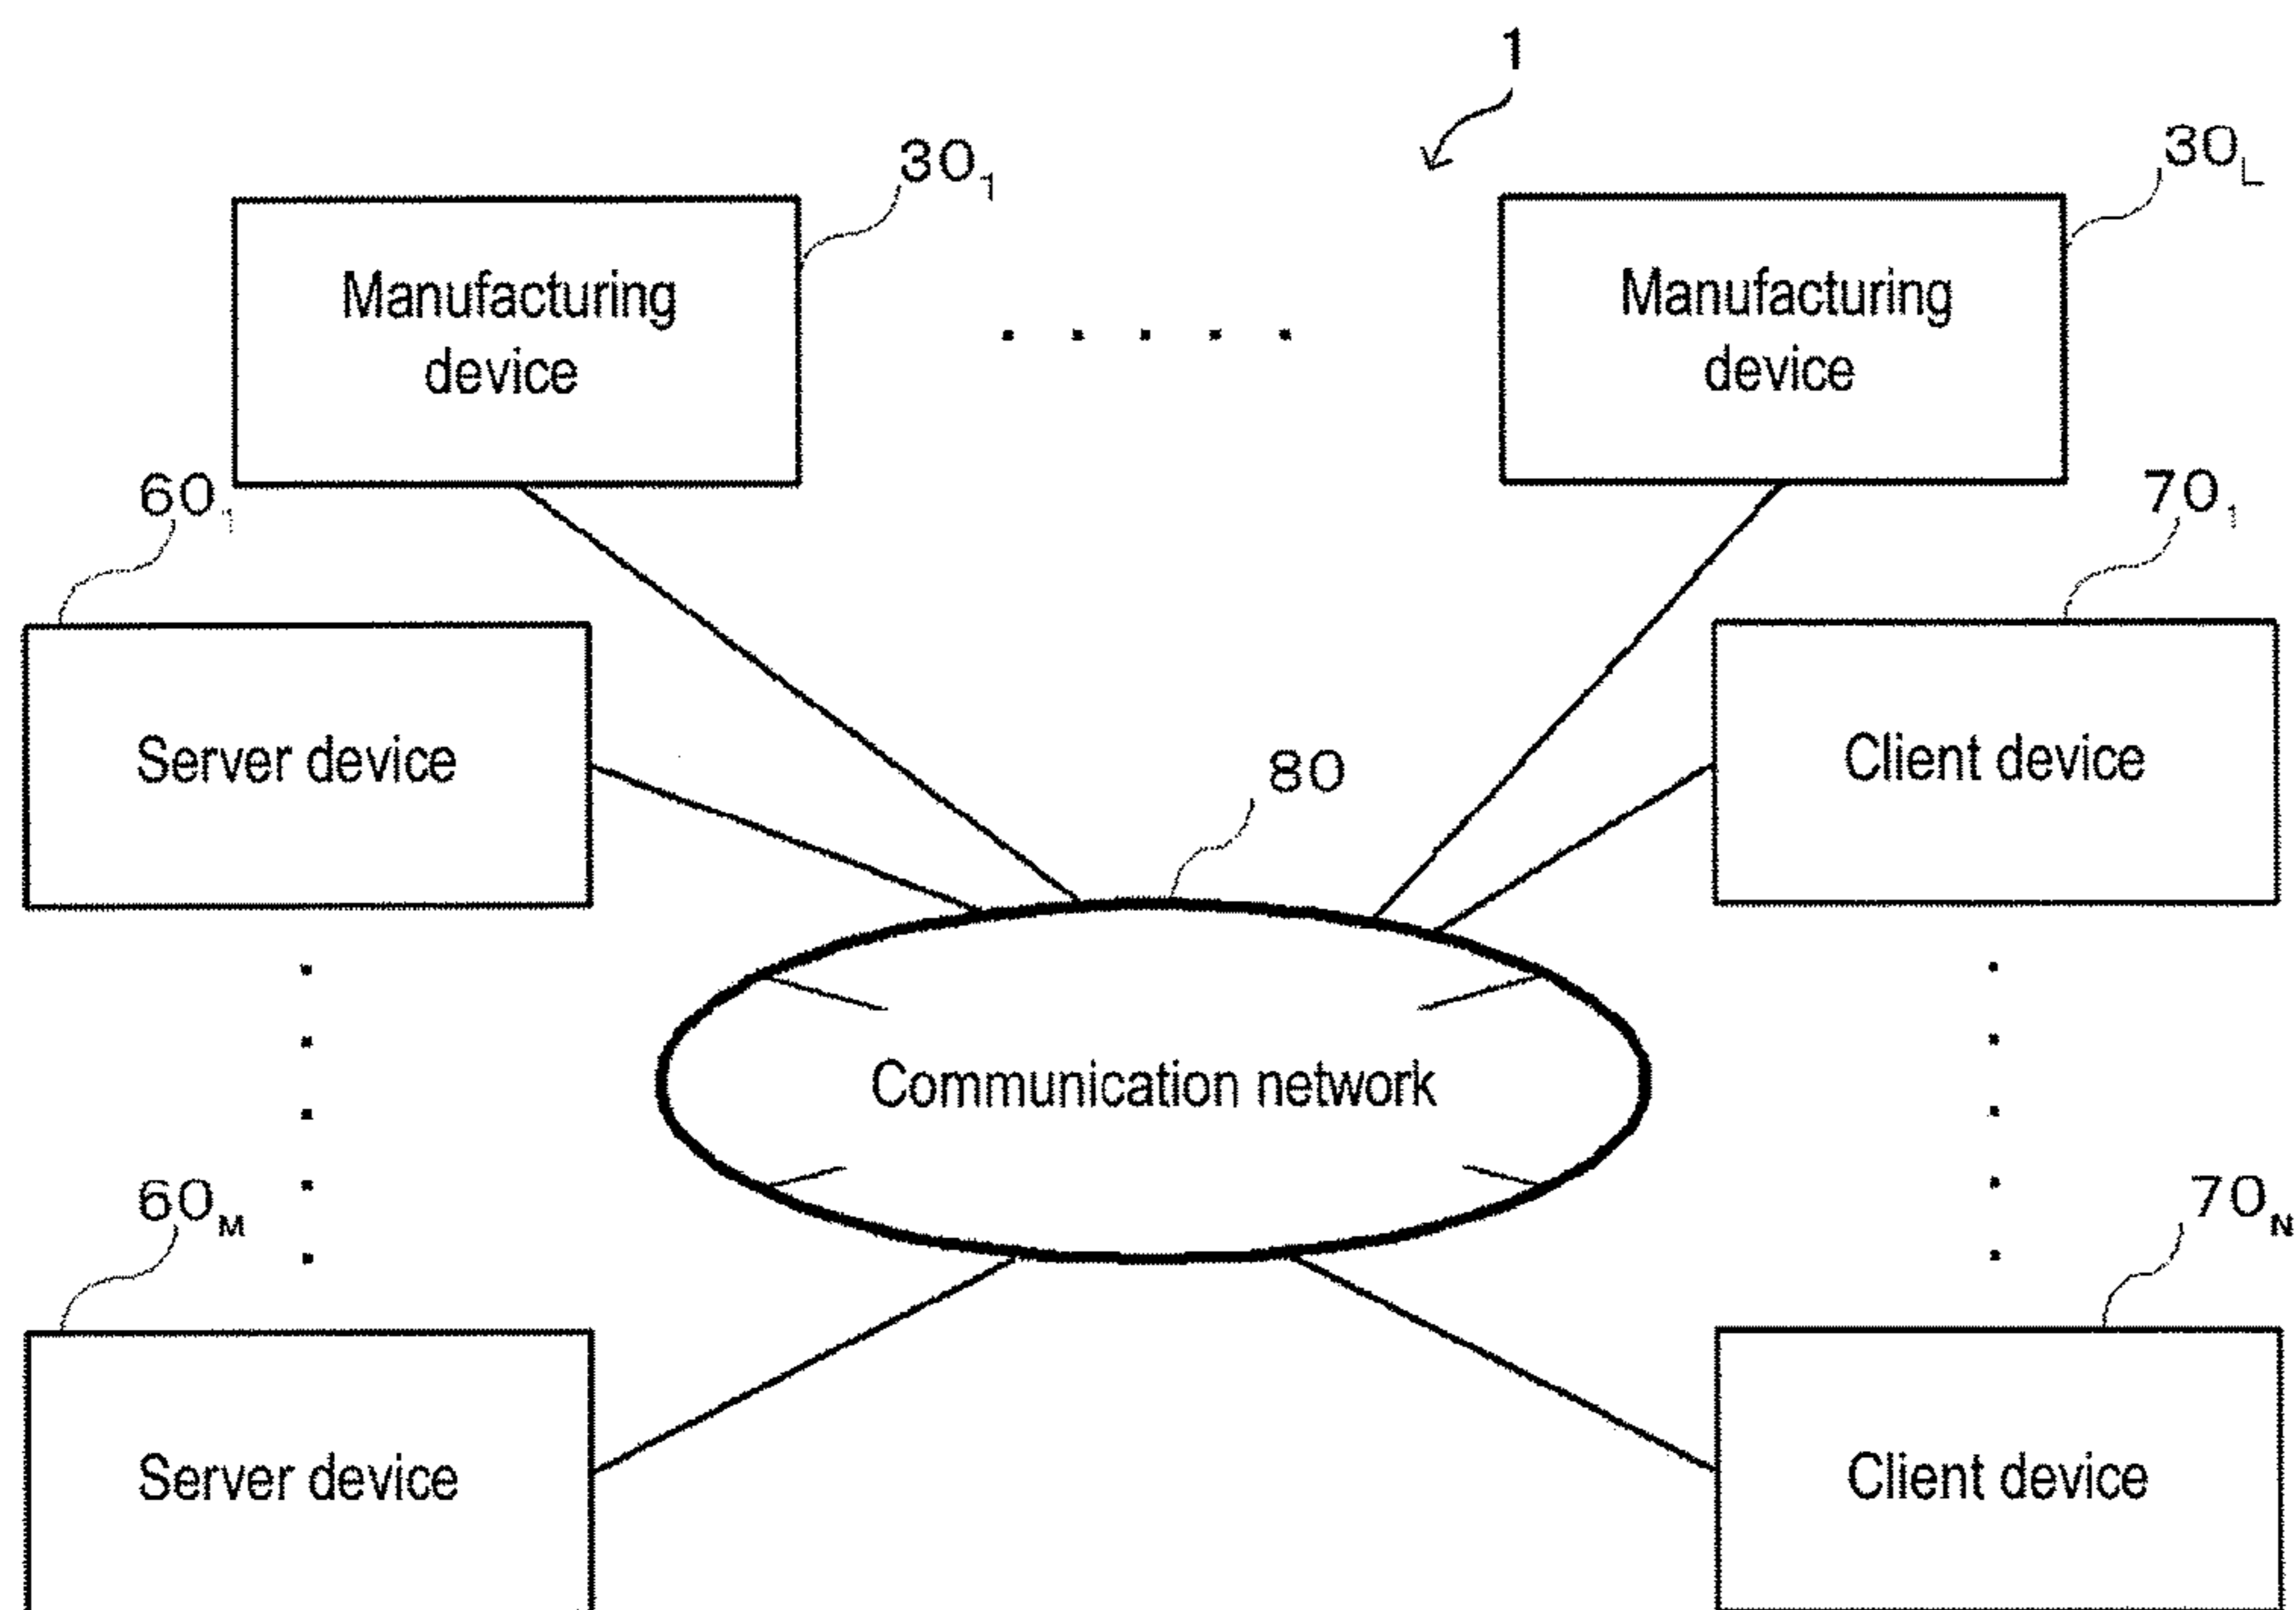 1
30₁
30L
Manufacturing
device
Manufacturing
device
60₁
70₁
Server device
Client device
80
Communication network
60M
70N
Server device
Client device